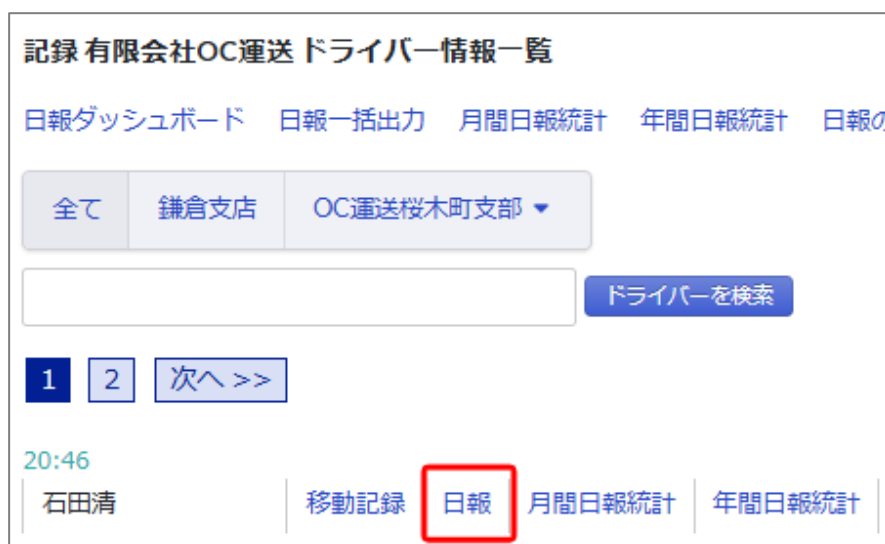 記録 有限会社OC運送 ドライバー情報一覧
日報ダッシュボード 日報一括出力 月間日報統計 年間日報統計 日報の
全て 鎌倉支店 OC運送桜木町支部
ドライバーを検索
1 2 次へ >>
20:46
石田清 移動記録 日報 月間日報統計 年間日報統計